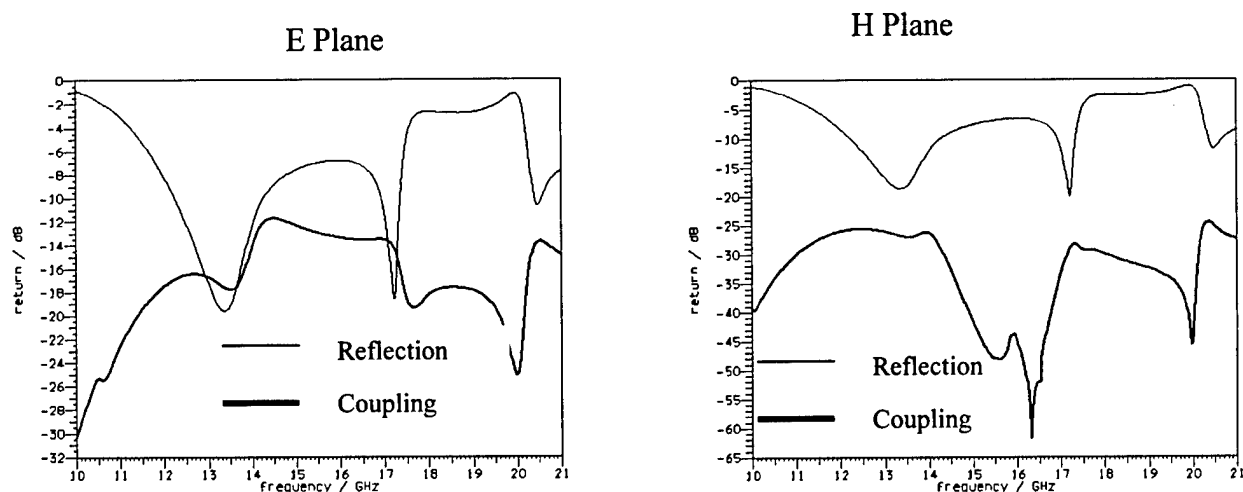 E Plane
0
-2
-4
-6
-8
-10
-12
-14
-16
-18
-20
-22
-24
-26
-28
-30
-32
return / dB
10 11 12 13 14 15 16 17 18 19 20 21
frequency / GHz
Reflection
Coupling
H Plane
0
-5
-10
-15
-20
-25
-30
-35
-40
-45
-50
-55
-60
-65
return / dB
10 11 12 13 14 15 16 17 18 19 20 21
frequency / GHz
Reflection
Coupling